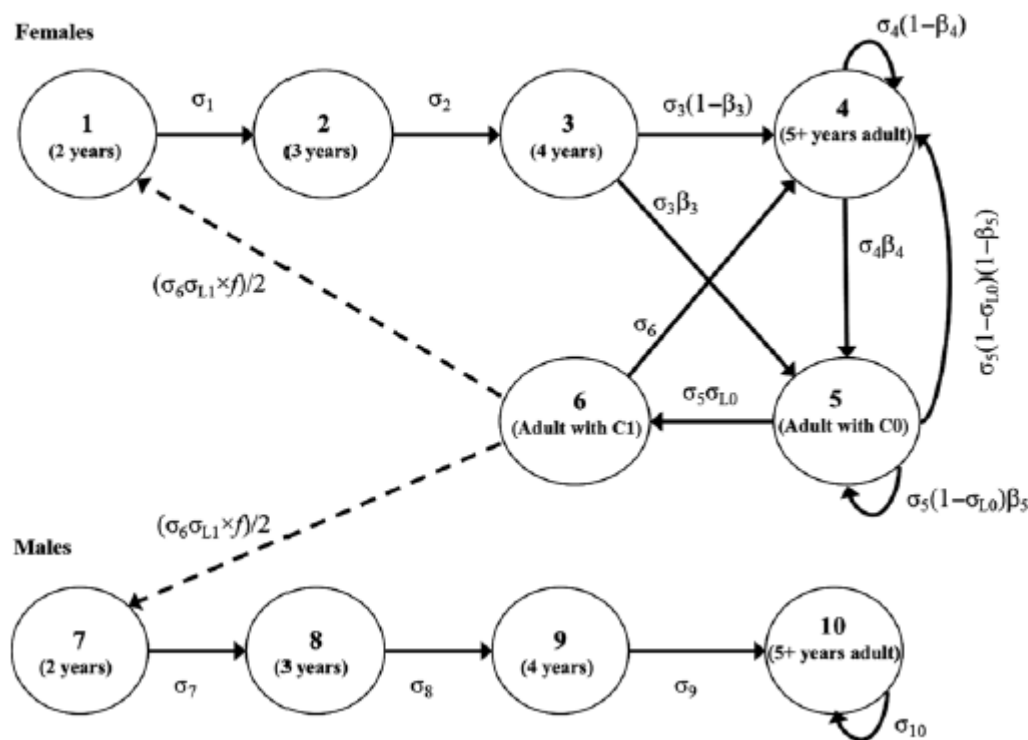 Females
σ4(1−β4)
1
(2 years)
σ1
2
(3 years)
σ2
3
(4 years)
σ3(1−β3)
4
(5+ years adult)
σ3β3
σ4β4
σ5(1−σL0)(1−β5)
(σ6σL1×f)/2
σ6
6
(Adult with C1)
σ5σL0
5
(Adult with C0)
σ5(1−σL0)β5
(σ6σL1×f)/2
Males
7
(2 years)
σ7
8
(3 years)
σ8
9
(4 years)
σ9
10
(5+ years adult)
σ10